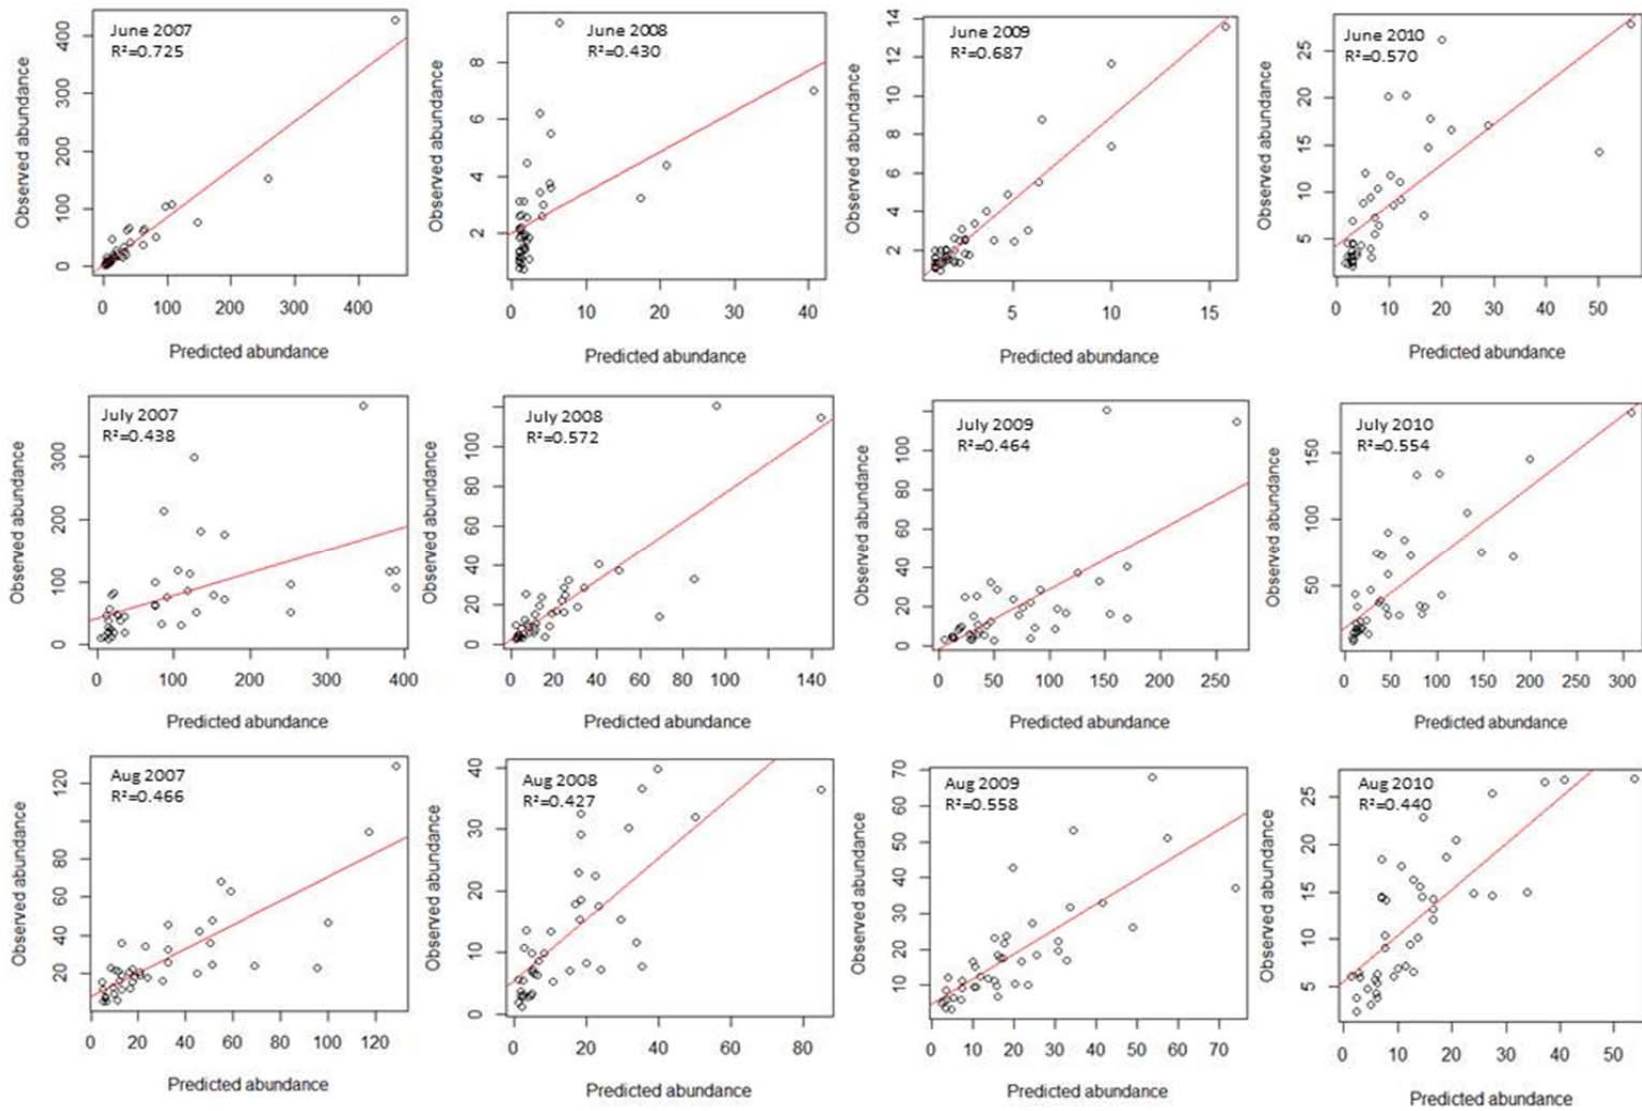 June 2007
R²=0.725
400
300
200
100
0
Observed abundance
0 100 200 300 400
Predicted abundance
June 2008
R²=0.430
8
6
4
2
Observed abundance
0 10 20 30 40
Predicted abundance
June 2009
R²=0.687
14
12
10
8
6
4
2
Observed abundance
5 10 15
Predicted abundance
June 2010
R²=0.570
25
20
15
10
5
Observed abundance
0 10 20 30 40 50
Predicted abundance
July 2007
R²=0.438
300
200
100
0
Observed abundance
0 100 200 300 400
Predicted abundance
July 2008
R²=0.572
100
80
60
40
20
0
Observed abundance
0 20 40 60 80 100 140
Predicted abundance
July 2009
R²=0.464
100
80
60
40
20
0
Observed abundance
0 50 100 150 200 250
Predicted abundance
July 2010
R²=0.554
150
100
50
Observed abundance
0 50 100 150 200 250 300
Predicted abundance
Aug 2007
R²=0.466
120
80
60
40
20
Observed abundance
0 20 40 60 80 100 120
Predicted abundance
Aug 2008
R²=0.427
40
30
20
10
0
Observed abundance
0 20 40 60 80
Predicted abundance
Aug 2009
R²=0.558
70
60
50
40
30
20
10
Observed abundance
0 10 20 30 40 50 60 70
Predicted abundance
Aug 2010
R²=0.440
25
20
15
10
5
Observed abundance
0 10 20 30 40 50
Predicted abundance